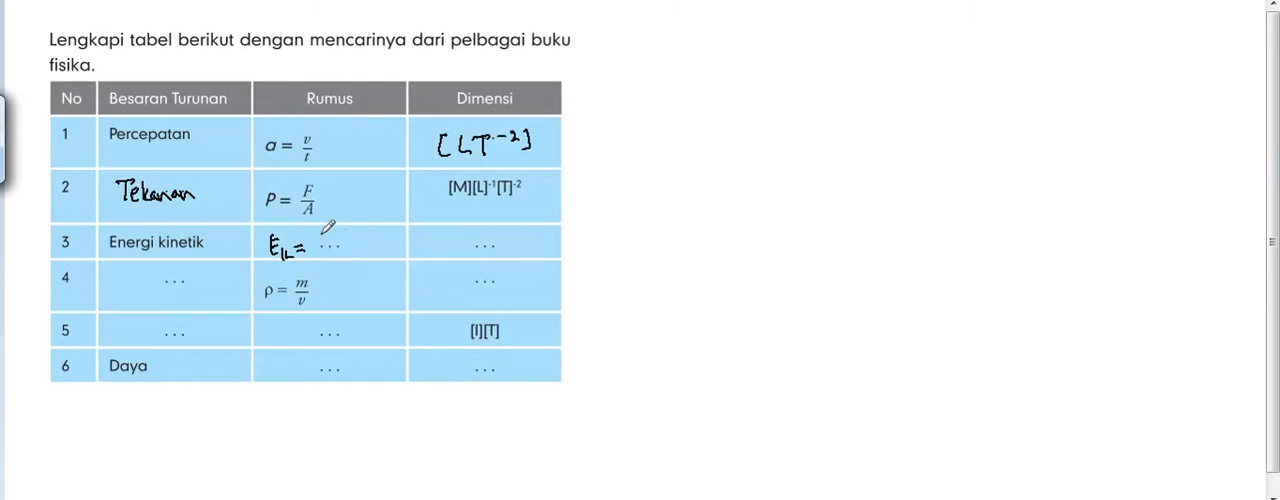 Lengkapi tabel berikut dengan mencarinya dari pelbagai buku
fisika.
No Besaran Turunan Rumus Dimensi
1 Percepatan a = v/t [LT⁻²]
2 Tekanan P = F/A [M][L]⁻¹[T]⁻²
3 Energi kinetik Ek = ... ...
4 ... ρ = m/v ...
5 ... ... [I][T]
6 Daya ... ...